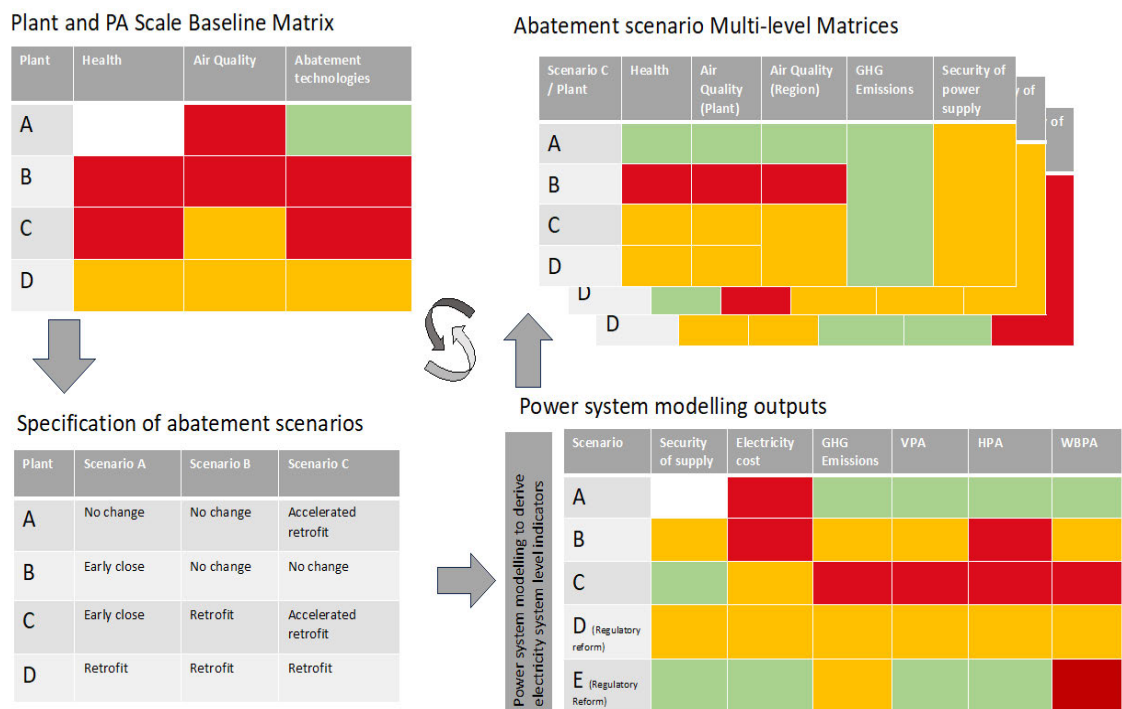 Plant and PA Scale Baseline Matrix
Plant Health Air Quality Abatement
technologies
A
B
C
D
Abatement scenario Multi-level Matrices
Scenario C Health Air Air Quality GHG Security of
/ Plant Quality (Region) Emissions power
(Plant) supply
y of
of
A
B
C
D
D
D
Specification of abatement scenarios
Plant Scenario A Scenario B Scenario C
A No change No change Accelerated
retrofit
B Early close No change No change
C Early close Retrofit Accelerated
retrofit
D Retrofit Retrofit Retrofit
Power system modelling to derive
electricity system level indicators
Power system modelling outputs
Scenario Security Electricity GHG VPA HPA WBPA
of supply cost Emissions
A
B
C
D (Regulatory
reform)
E (Regulatory
Reform)